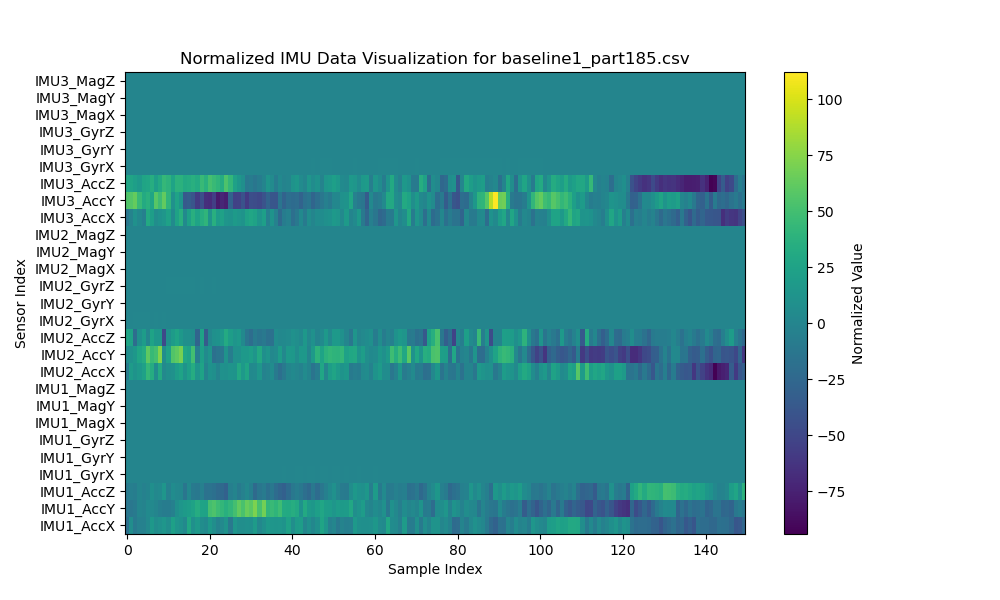 Normalized IMU Data Visualization for baseline1_part185.csv
IMU3_MagZ
IMU3_MagY
IMU3_MagX
IMU3_GyrZ
IMU3_GyrY
IMU3_GyrX
IMU3_AccZ
IMU3_AccY
IMU3_AccX
IMU2_MagZ
IMU2_MagY
IMU2_MagX
IMU2_GyrZ
IMU2_GyrY
IMU2_GyrX
IMU2_AccZ
IMU2_AccY
IMU2_AccX
IMU1_MagZ
IMU1_MagY
IMU1_MagX
IMU1_GyrZ
IMU1_GyrY
IMU1_GyrX
IMU1_AccZ
IMU1_AccY
IMU1_AccX
Sensor Index
0 20 40 60 80 100 120 140
Sample Index
100
75
50
25
0
−25
−50
−75
Normalized Value